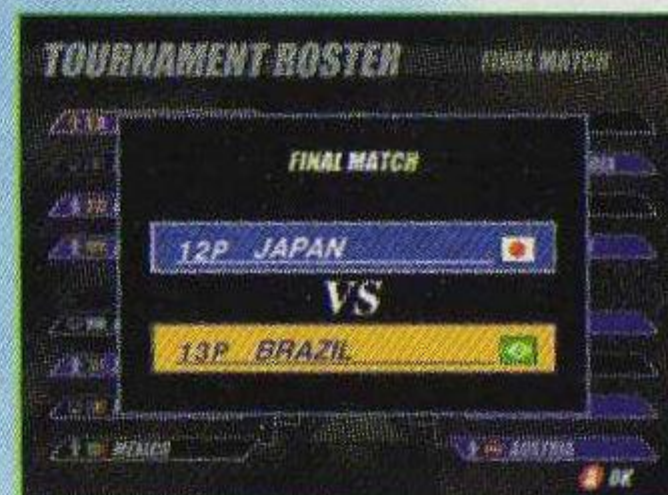 TOURNAMENT ROSTER
FINAL MATCH
FINAL MATCH
12P JAPAN
VS
13P BRAZIL
MEXICO
AUSTRIA
A OK